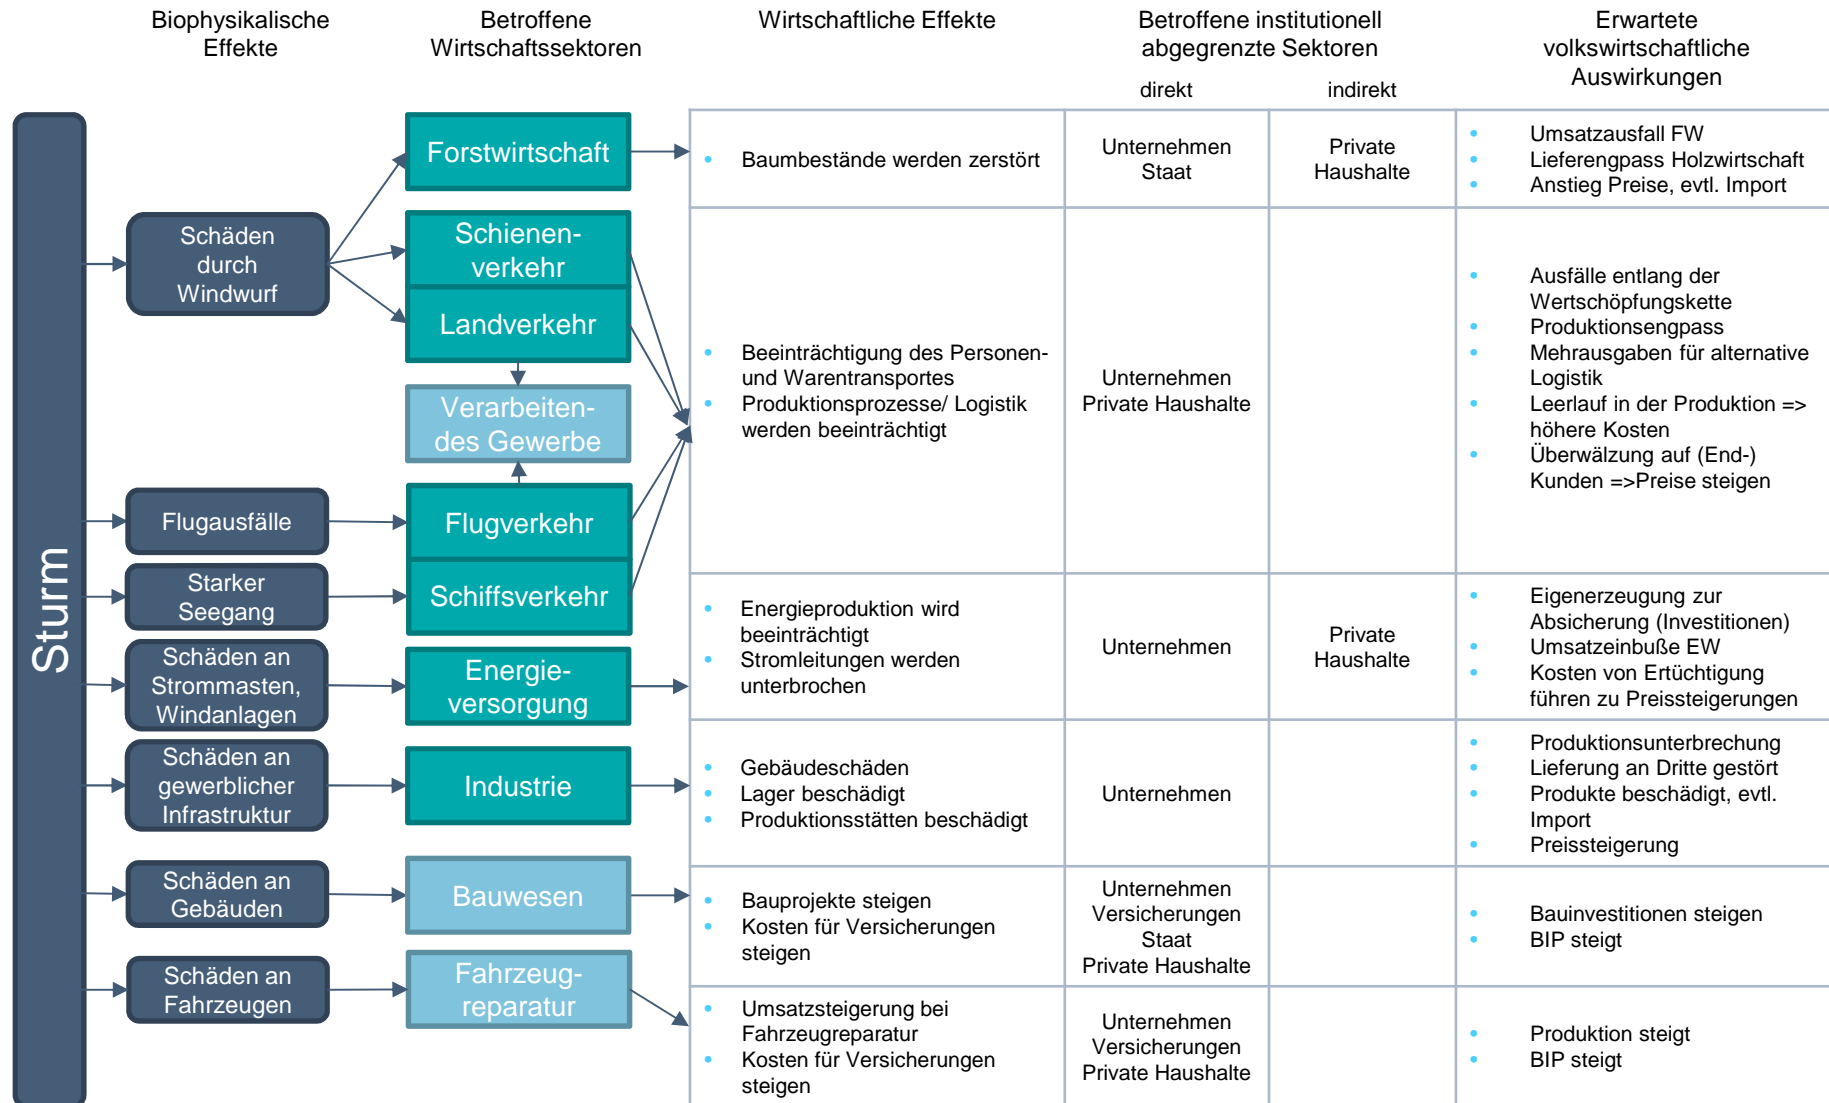 Biophysikalische
Effekte
Betroffene
Wirtschaftssektoren
Wirtschaftliche Effekte
Betroffene institutionell
abgegrenzte Sektoren
direkt
indirekt
Erwartete
volkswirtschaftliche
Auswirkungen
Sturm
Schäden
durch
Windwurf
Forstwirtschaft
Baumbestände werden zerstört
Unternehmen
Staat
Private
Haushalte
Umsatzausfall FW
Lieferengpass Holzwirtschaft
Anstieg Preise, evtl. Import
Schienen-
verkehr
Landverkehr
Verarbeiten-
des Gewerbe
Flugausfälle
Flugverkehr
Starker
Seegang
Schiffsverkehr
Beeinträchtigung des Personen-
und Warentransportes
Produktionsprozesse/ Logistik
werden beeinträchtigt
Unternehmen
Private Haushalte
Ausfälle entlang der
Wertschöpfungskette
Produktionsengpass
Mehrausgaben für alternative
Logistik
Leerlauf in der Produktion =>
höhere Kosten
Überwälzung auf (End-)
Kunden =>Preise steigen
Schäden an
Strommasten,
Windanlagen
Energie-
versorgung
Energieproduktion wird
beeinträchtigt
Stromleitungen werden
unterbrochen
Unternehmen
Private
Haushalte
Eigenerzeugung zur
Absicherung (Investitionen)
Umsatzeinbuße EW
Kosten von Ertüchtigung
führen zu Preissteigerungen
Schäden an
gewerblicher
Infrastruktur
Industrie
Gebäudeschäden
Lager beschädigt
Produktionsstätten beschädigt
Unternehmen
Produktionsunterbrechung
Lieferung an Dritte gestört
Produkte beschädigt, evtl.
Import
Preissteigerung
Schäden an
Gebäuden
Bauwesen
Bauprojekte steigen
Kosten für Versicherungen
steigen
Unternehmen
Versicherungen
Staat
Private Haushalte
Bauinvestitionen steigen
BIP steigt
Schäden an
Fahrzeugen
Fahrzeug-
reparatur
Umsatzsteigerung bei
Fahrzeugreparatur
Kosten für Versicherungen
steigen
Unternehmen
Versicherungen
Private Haushalte
Produktion steigt
BIP steigt